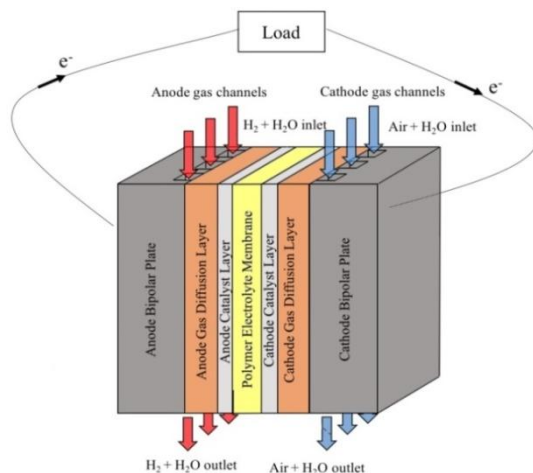 Load
e-
e-
Anode gas channels
Cathode gas channels
H₂ + H₂O inlet
Air + H₂O inlet
Anode Bipolar Plate
Anode Gas Diffusion Layer
Anode Catalyst Layer
Polymer Electrolyte Membrane
Cathode Catalyst Layer
Cathode Gas Diffusion Layer
Cathode Bipolar Plate
H₂ + H₂O outlet
Air + H₂O outlet